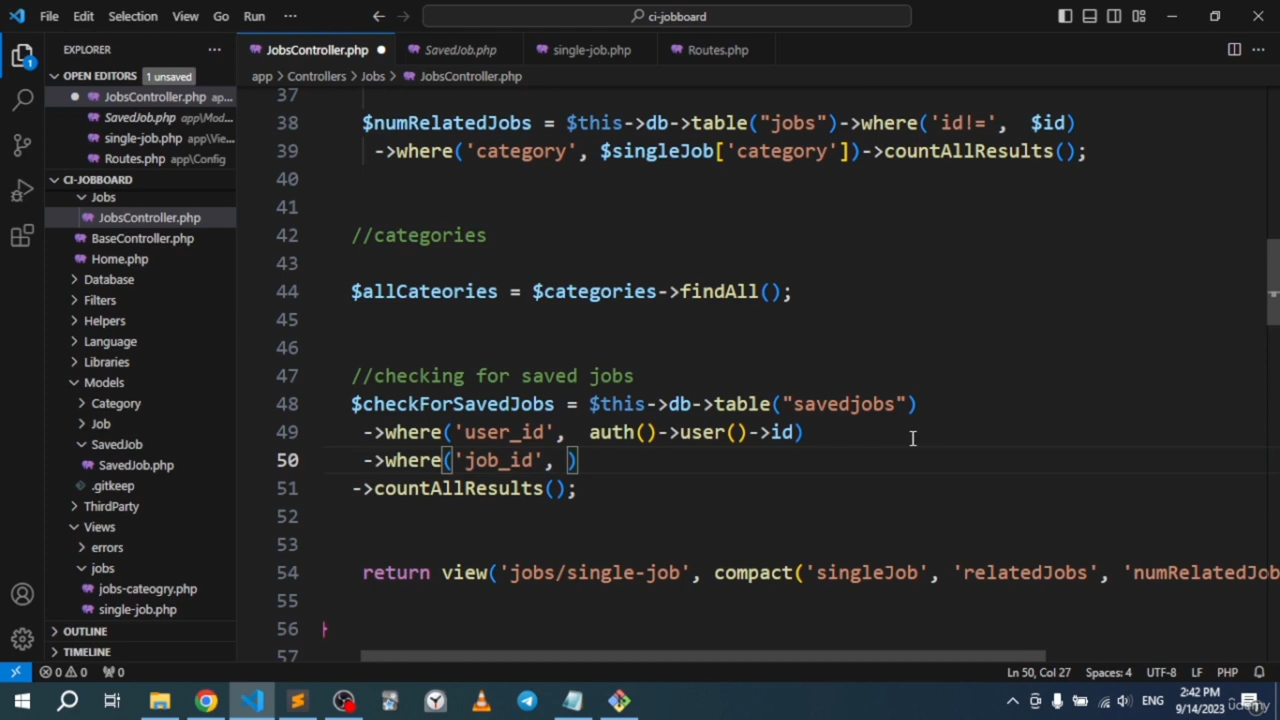 File Edit Selection View Go Run ··· ci-jobboard
EXPLORER ··· JobsController.php SavedJob.php single-job.php Routes.php
OPEN EDITORS 1 unsaved
app > Controllers > Jobs > JobsController.php
JobsController.php ap...
SavedJob.php app\Mod...
single-job.php app\Vie...
Routes.php app\Config
CI-JOBBOARD
Jobs
JobsController.php
BaseController.php
Home.php
Database
Filters
Helpers
Language
Libraries
Models
Category
Job
SavedJob
SavedJob.php
.gitkeep
ThirdParty
Views
errors
jobs
jobs-cateogry.php
single-job.php
OUTLINE
TIMELINE
37
38 $numRelatedJobs = $this->db->table("jobs")->where('id!=', $id)
39 ->where('category', $singleJob['category'])->countAllResults();
40
41
42 //categories
43
44 $allCateories = $categories->findAll();
45
46
47 //checking for saved jobs
48 $checkForSavedJobs = $this->db->table("savedjobs")
49 ->where('user_id', auth()->user()->id)
50 ->where('job_id', )
51 ->countAllResults();
52
53
54 return view('jobs/single-job', compact('singleJob', 'relatedJobs', 'numRelatedJob
55
56 }
57
0 0 0 Ln 50, Col 27 Spaces: 4 UTF-8 LF PHP
ENG 2:42 PM
9/14/2023
udemy